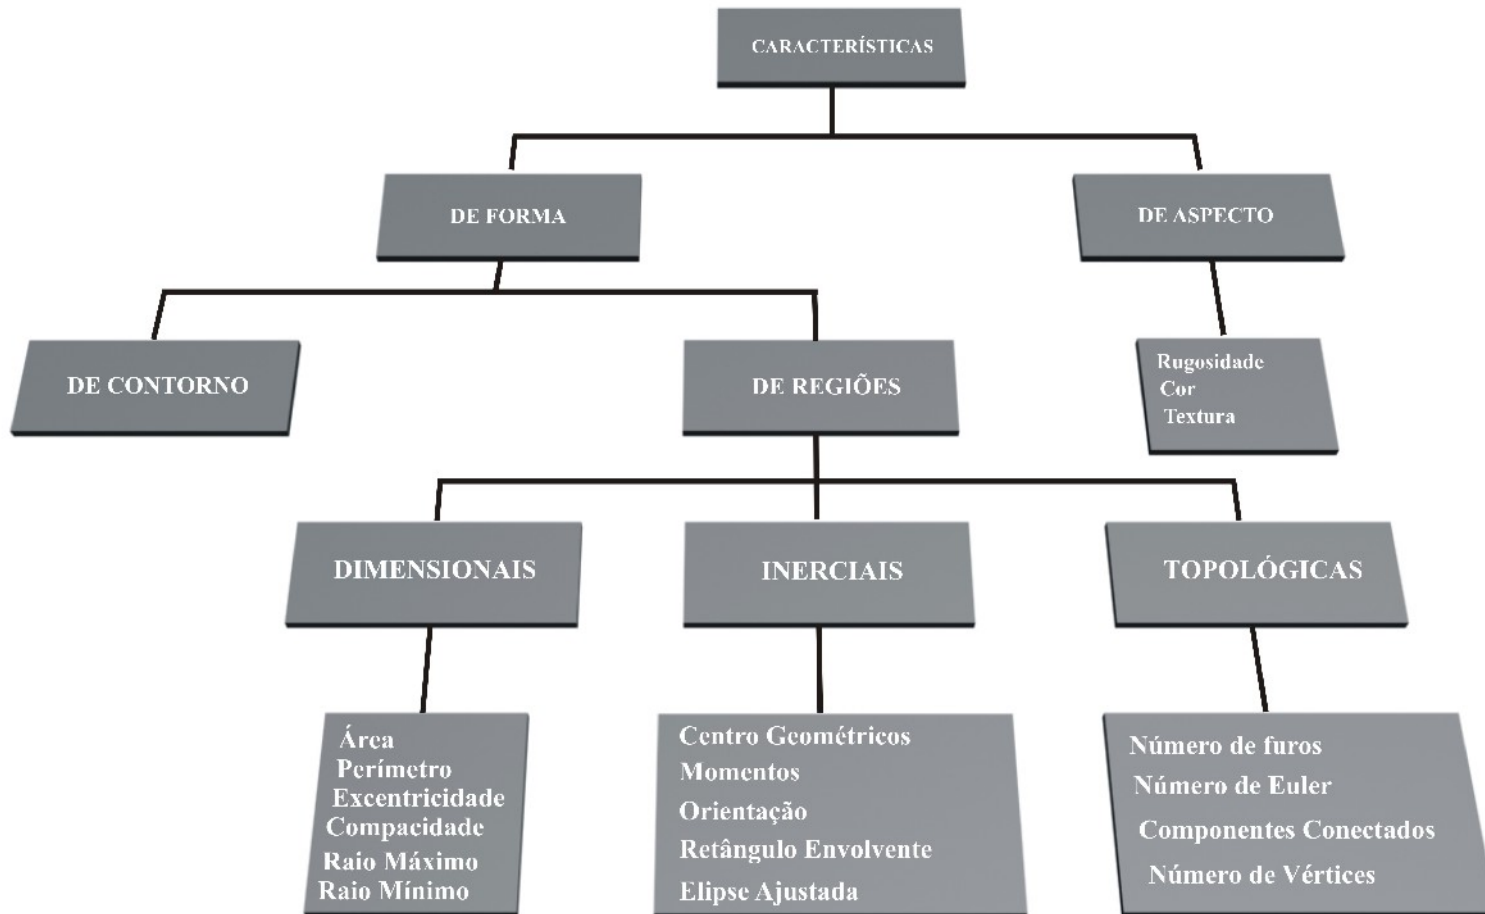 CARACTERÍSTICAS
DE FORMA
DE ASPECTO
DE CONTORNO
DE REGIÕES
Rugosidade
Cor
Textura
DIMENSIONAIS
INERCIAIS
TOPOLÓGICAS
Área
Perímetro
Excentricidade
Compacidade
Raio Máximo
Raio Mínimo
Centro Geométricos
Momentos
Orientação
Retângulo Envolvente
Elipse Ajustada
Número de furos
Número de Euler
Componentes Conectados
Número de Vértices